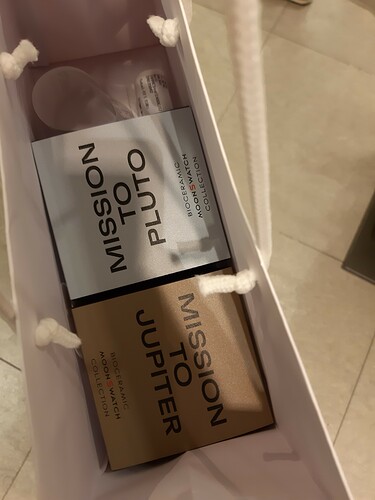 MISSION
TO
PLUTO
BIOCERAMIC
MOONSWATCH
COLLECTION
MISSION
TO
JUPITER
BIOCERAMIC
MOONSWATCH
COLLECTION